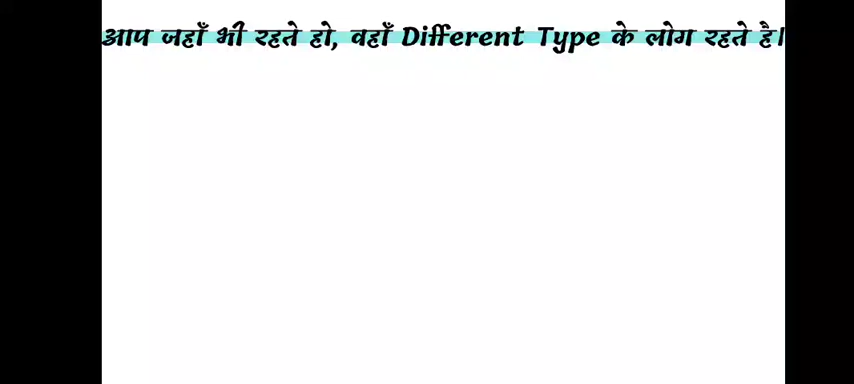 आप जहाँ भी रहते हो, वहाँ Different Type के लोग रहते है।